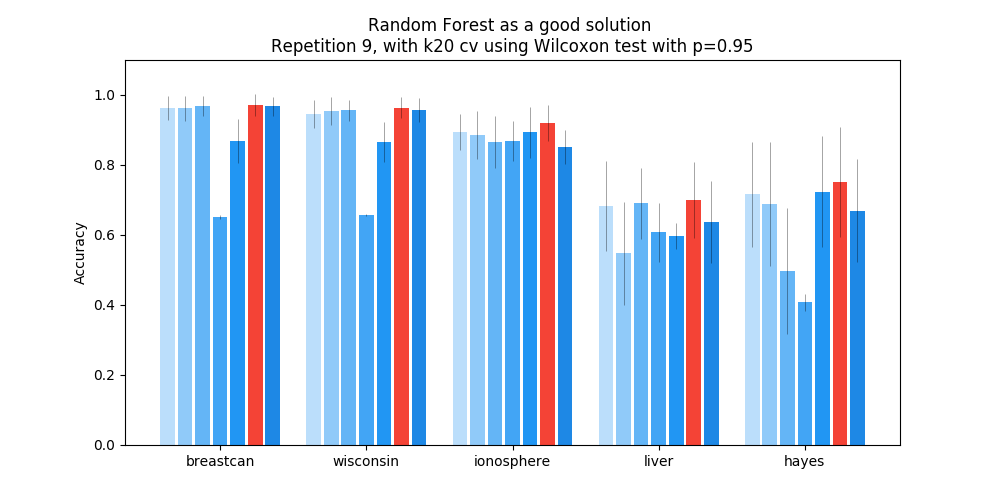 Random Forest as a good solution
Repetition 9, with k20 cv using Wilcoxon test with p=0.95
1.0
0.8
0.6
0.4
0.2
0.0
Accuracy
breastcan wisconsin ionosphere liver hayes